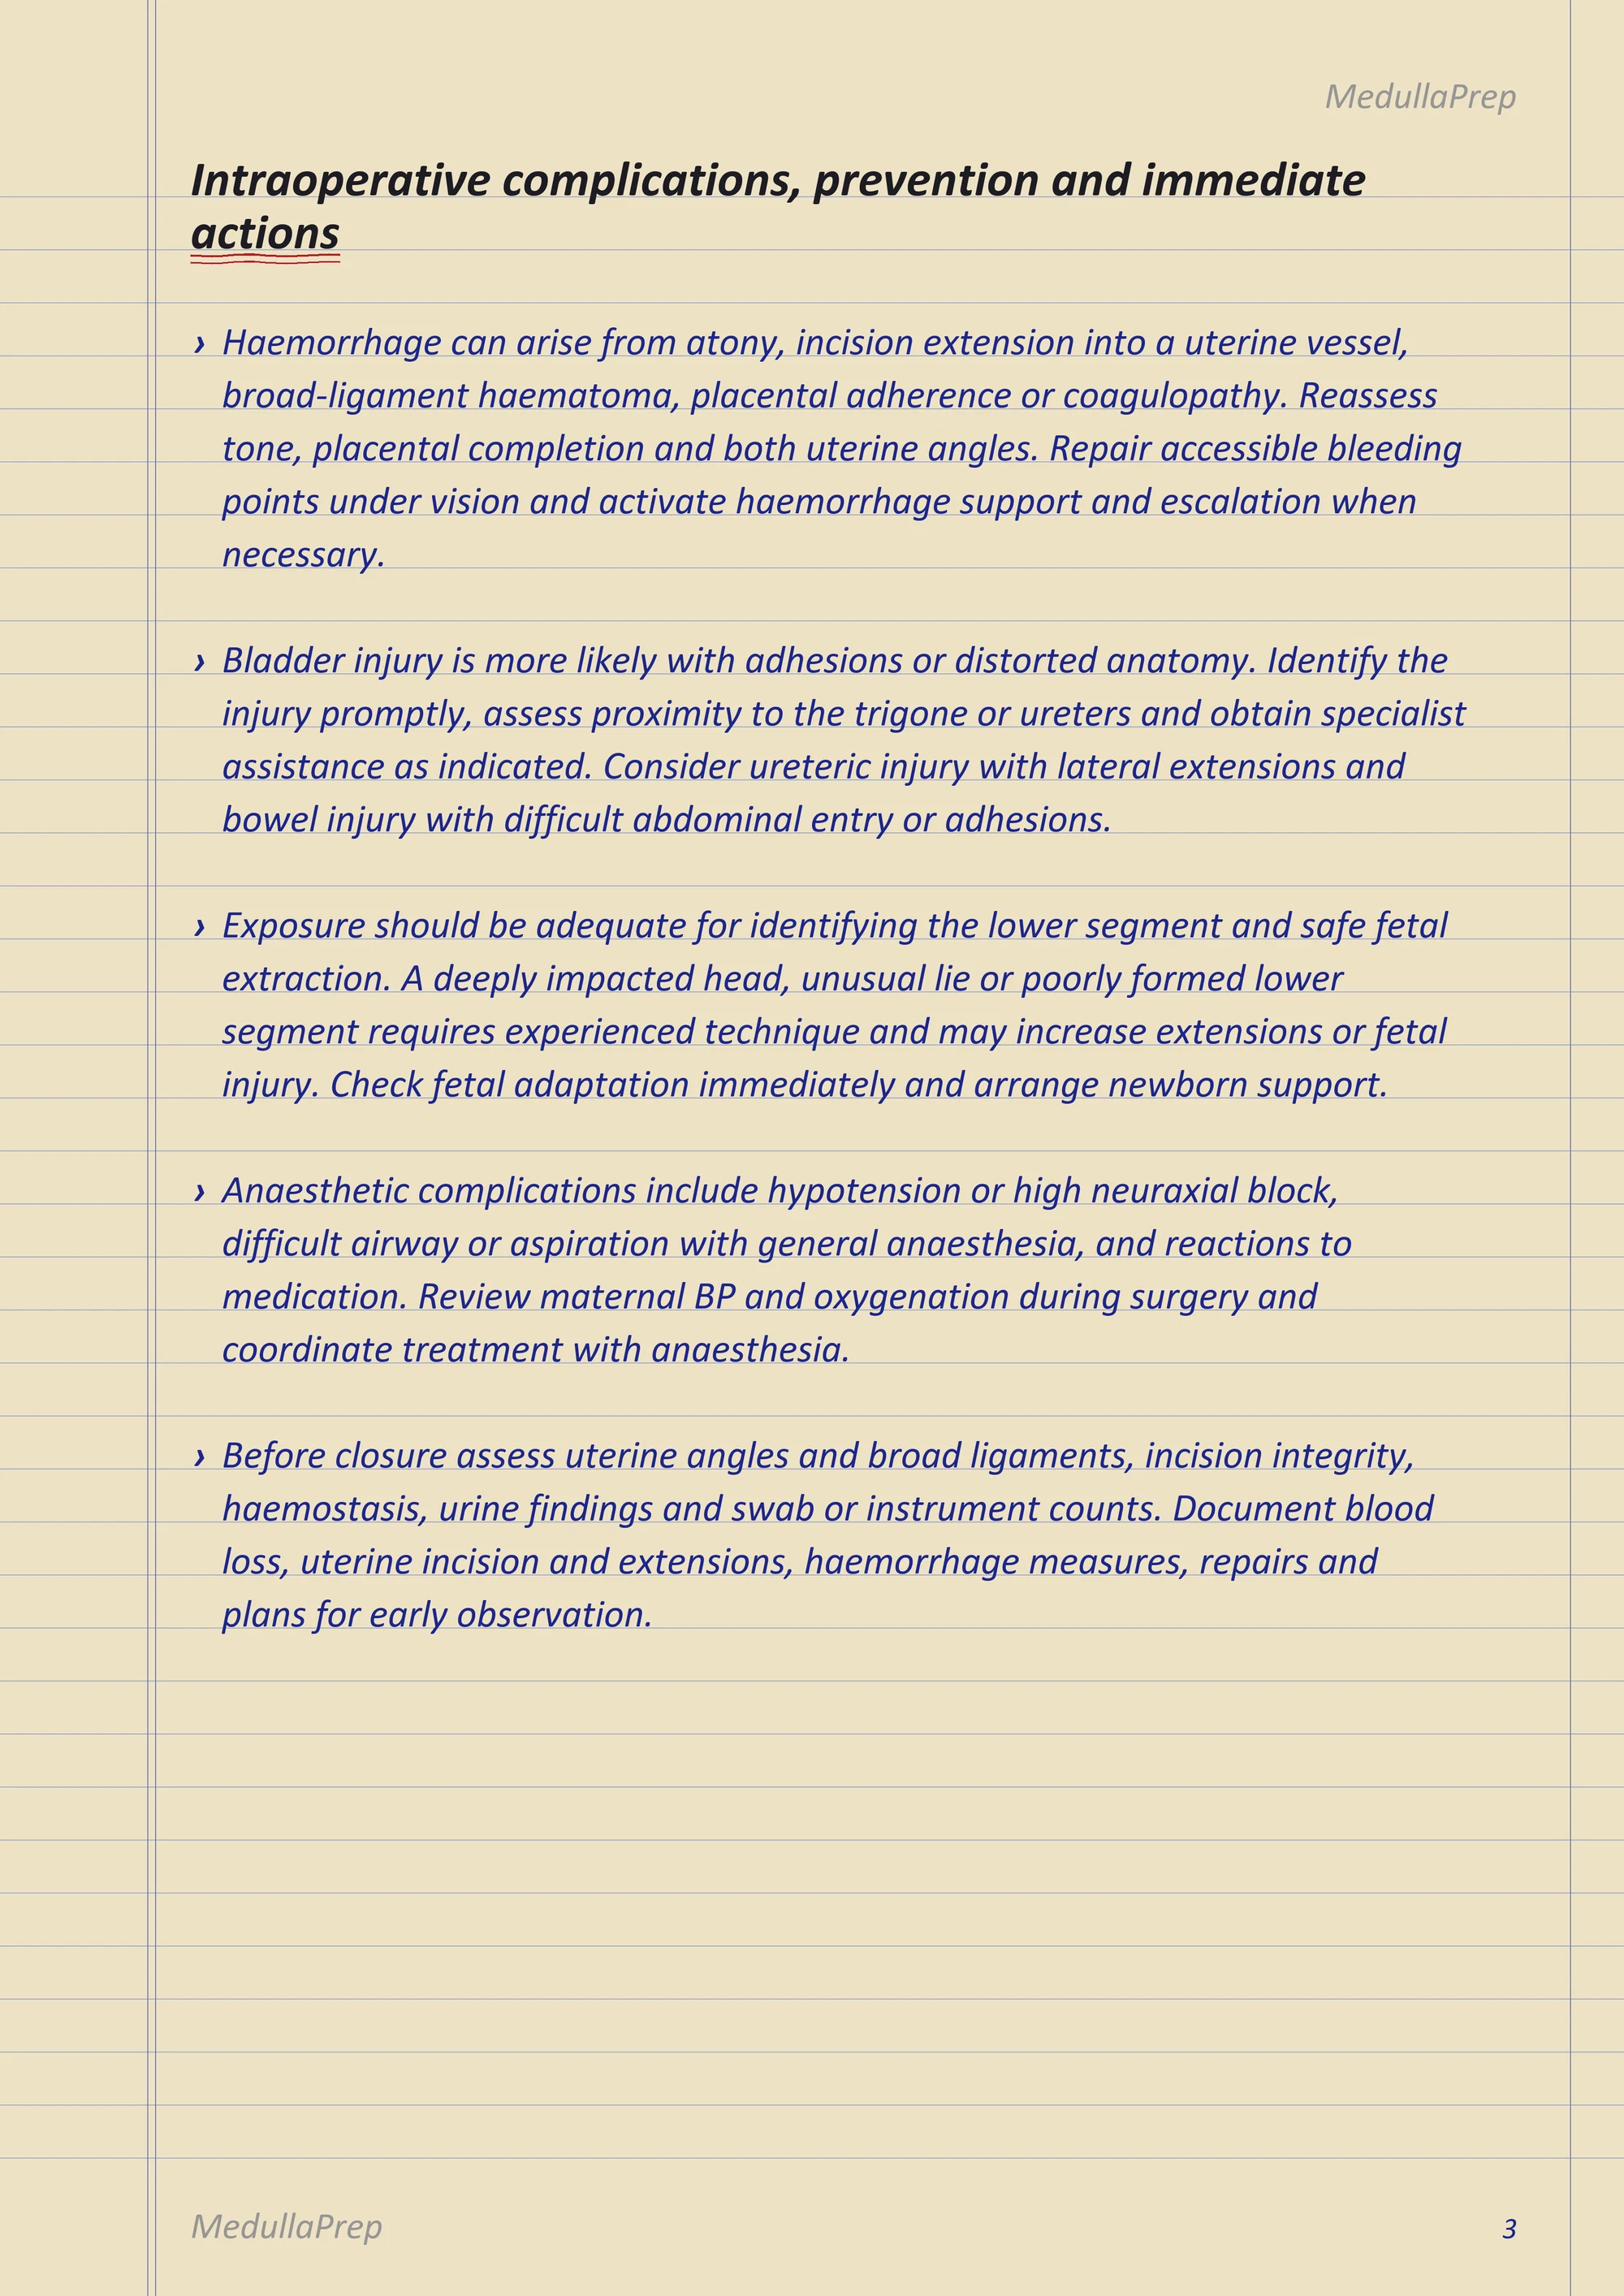 MedullaPrep
Intraoperative complications, prevention and immediate
actions
› Haemorrhage can arise from atony, incision extension into a uterine vessel,
broad-ligament haematoma, placental adherence or coagulopathy. Reassess
tone, placental completion and both uterine angles. Repair accessible bleeding
points under vision and activate haemorrhage support and escalation when
necessary.
› Bladder injury is more likely with adhesions or distorted anatomy. Identify the
injury promptly, assess proximity to the trigone or ureters and obtain specialist
assistance as indicated. Consider ureteric injury with lateral extensions and
bowel injury with difficult abdominal entry or adhesions.
› Exposure should be adequate for identifying the lower segment and safe fetal
extraction. A deeply impacted head, unusual lie or poorly formed lower
segment requires experienced technique and may increase extensions or fetal
injury. Check fetal adaptation immediately and arrange newborn support.
› Anaesthetic complications include hypotension or high neuraxial block,
difficult airway or aspiration with general anaesthesia, and reactions to
medication. Review maternal BP and oxygenation during surgery and
coordinate treatment with anaesthesia.
› Before closure assess uterine angles and broad ligaments, incision integrity,
haemostasis, urine findings and swab or instrument counts. Document blood
loss, uterine incision and extensions, haemorrhage measures, repairs and
plans for early observation.
MedullaPrep
3